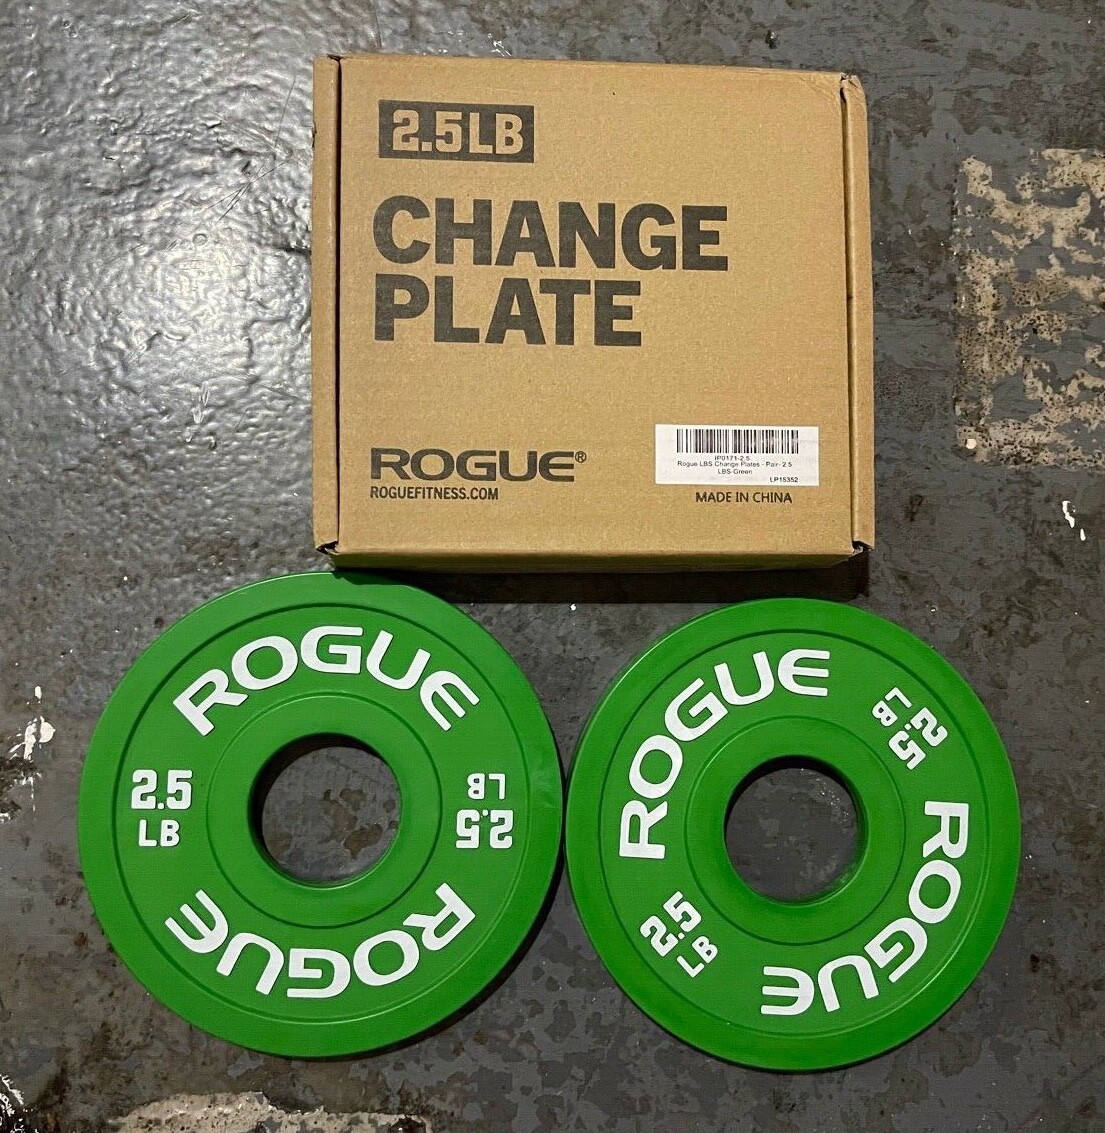 2.5LB
CHANGE
PLATE
ROGUE®
ROGUEFITNESS.COM
IP0171-2.5
Rogue LBS Change Plates - Pair- 2.5
LBS-Green
LP15352
MADE IN CHINA
ROGUE
2.5
LB
2.5
LB
ROGUE
ROGUE
2.5
LB
2.5
LB
ROGUE